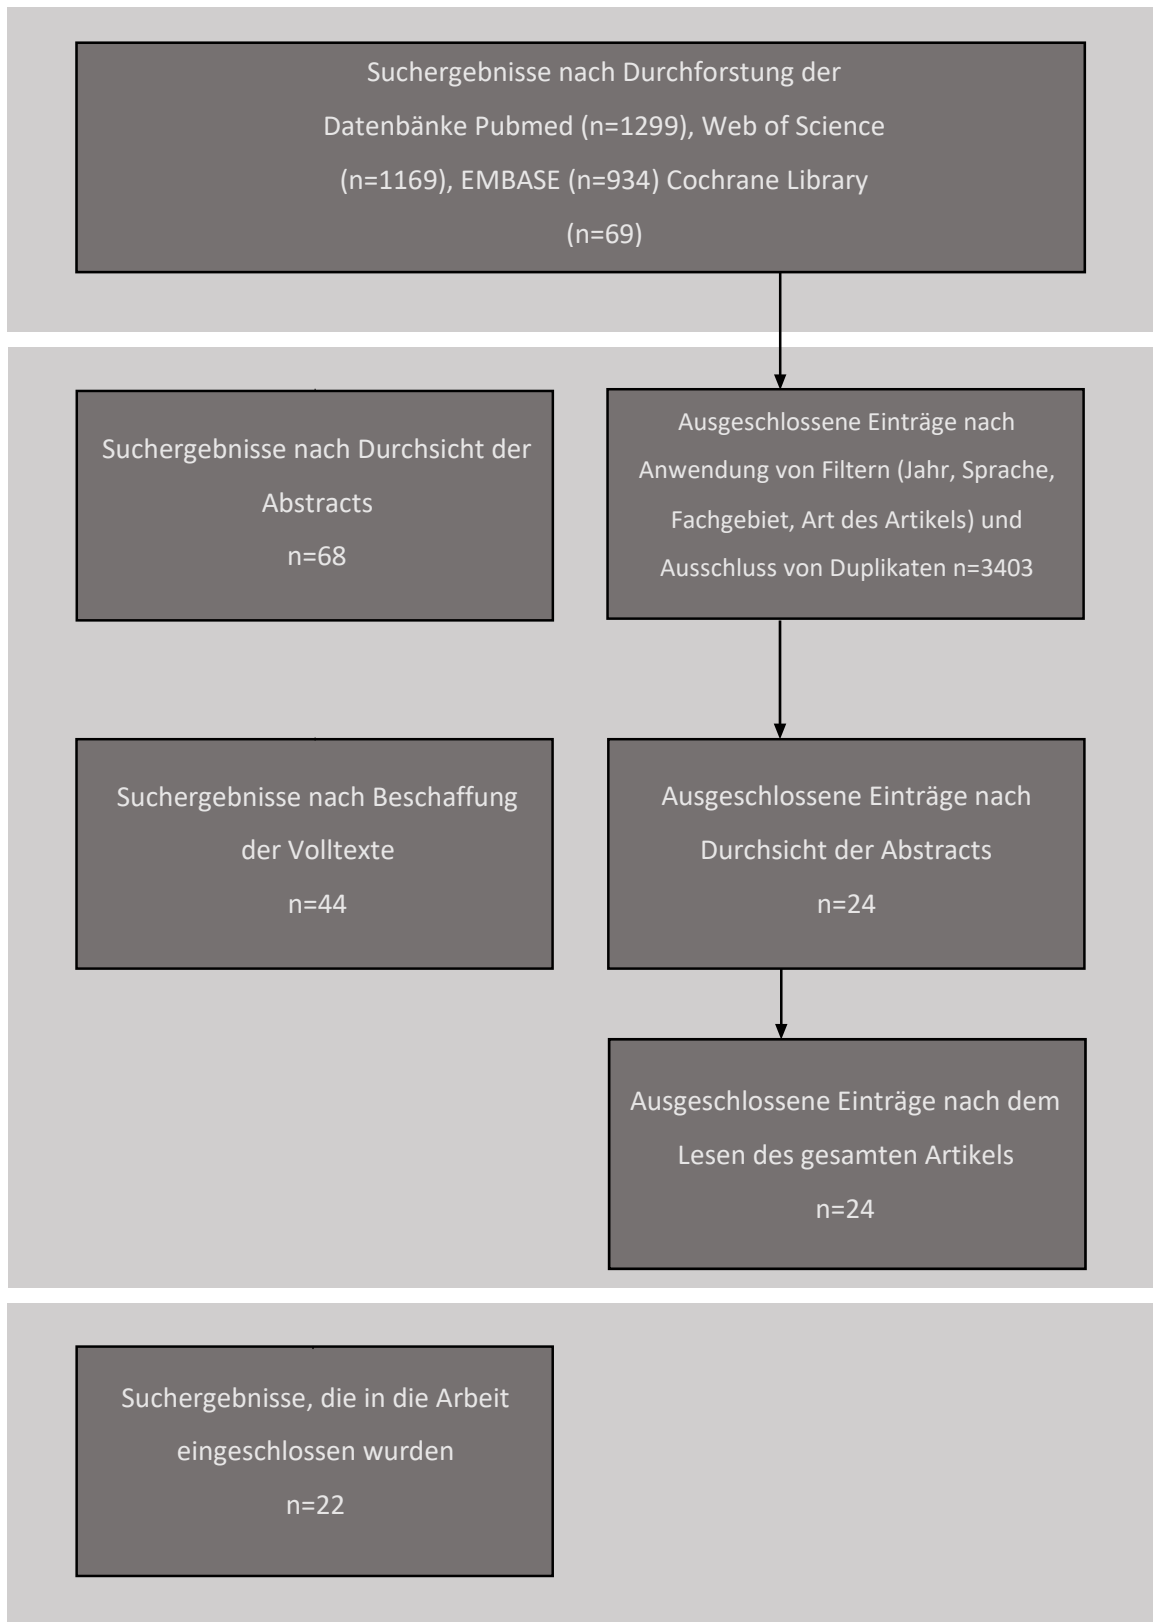 Suchergebnisse nach Durchforstung der
Datenbänke Pubmed (n=1299), Web of Science
(n=1169), EMBASE (n=934) Cochrane Library
(n=69)
Suchergebnisse nach Durchsicht der
Abstracts
n=68
Ausgeschlossene Einträge nach
Anwendung von Filtern (Jahr, Sprache,
Fachgebiet, Art des Artikels) und
Ausschluss von Duplikaten n=3403
Suchergebnisse nach Beschaffung
der Volltexte
n=44
Ausgeschlossene Einträge nach
Durchsicht der Abstracts
n=24
Ausgeschlossene Einträge nach dem
Lesen des gesamten Artikels
n=24
Suchergebnisse, die in die Arbeit
eingeschlossen wurden
n=22